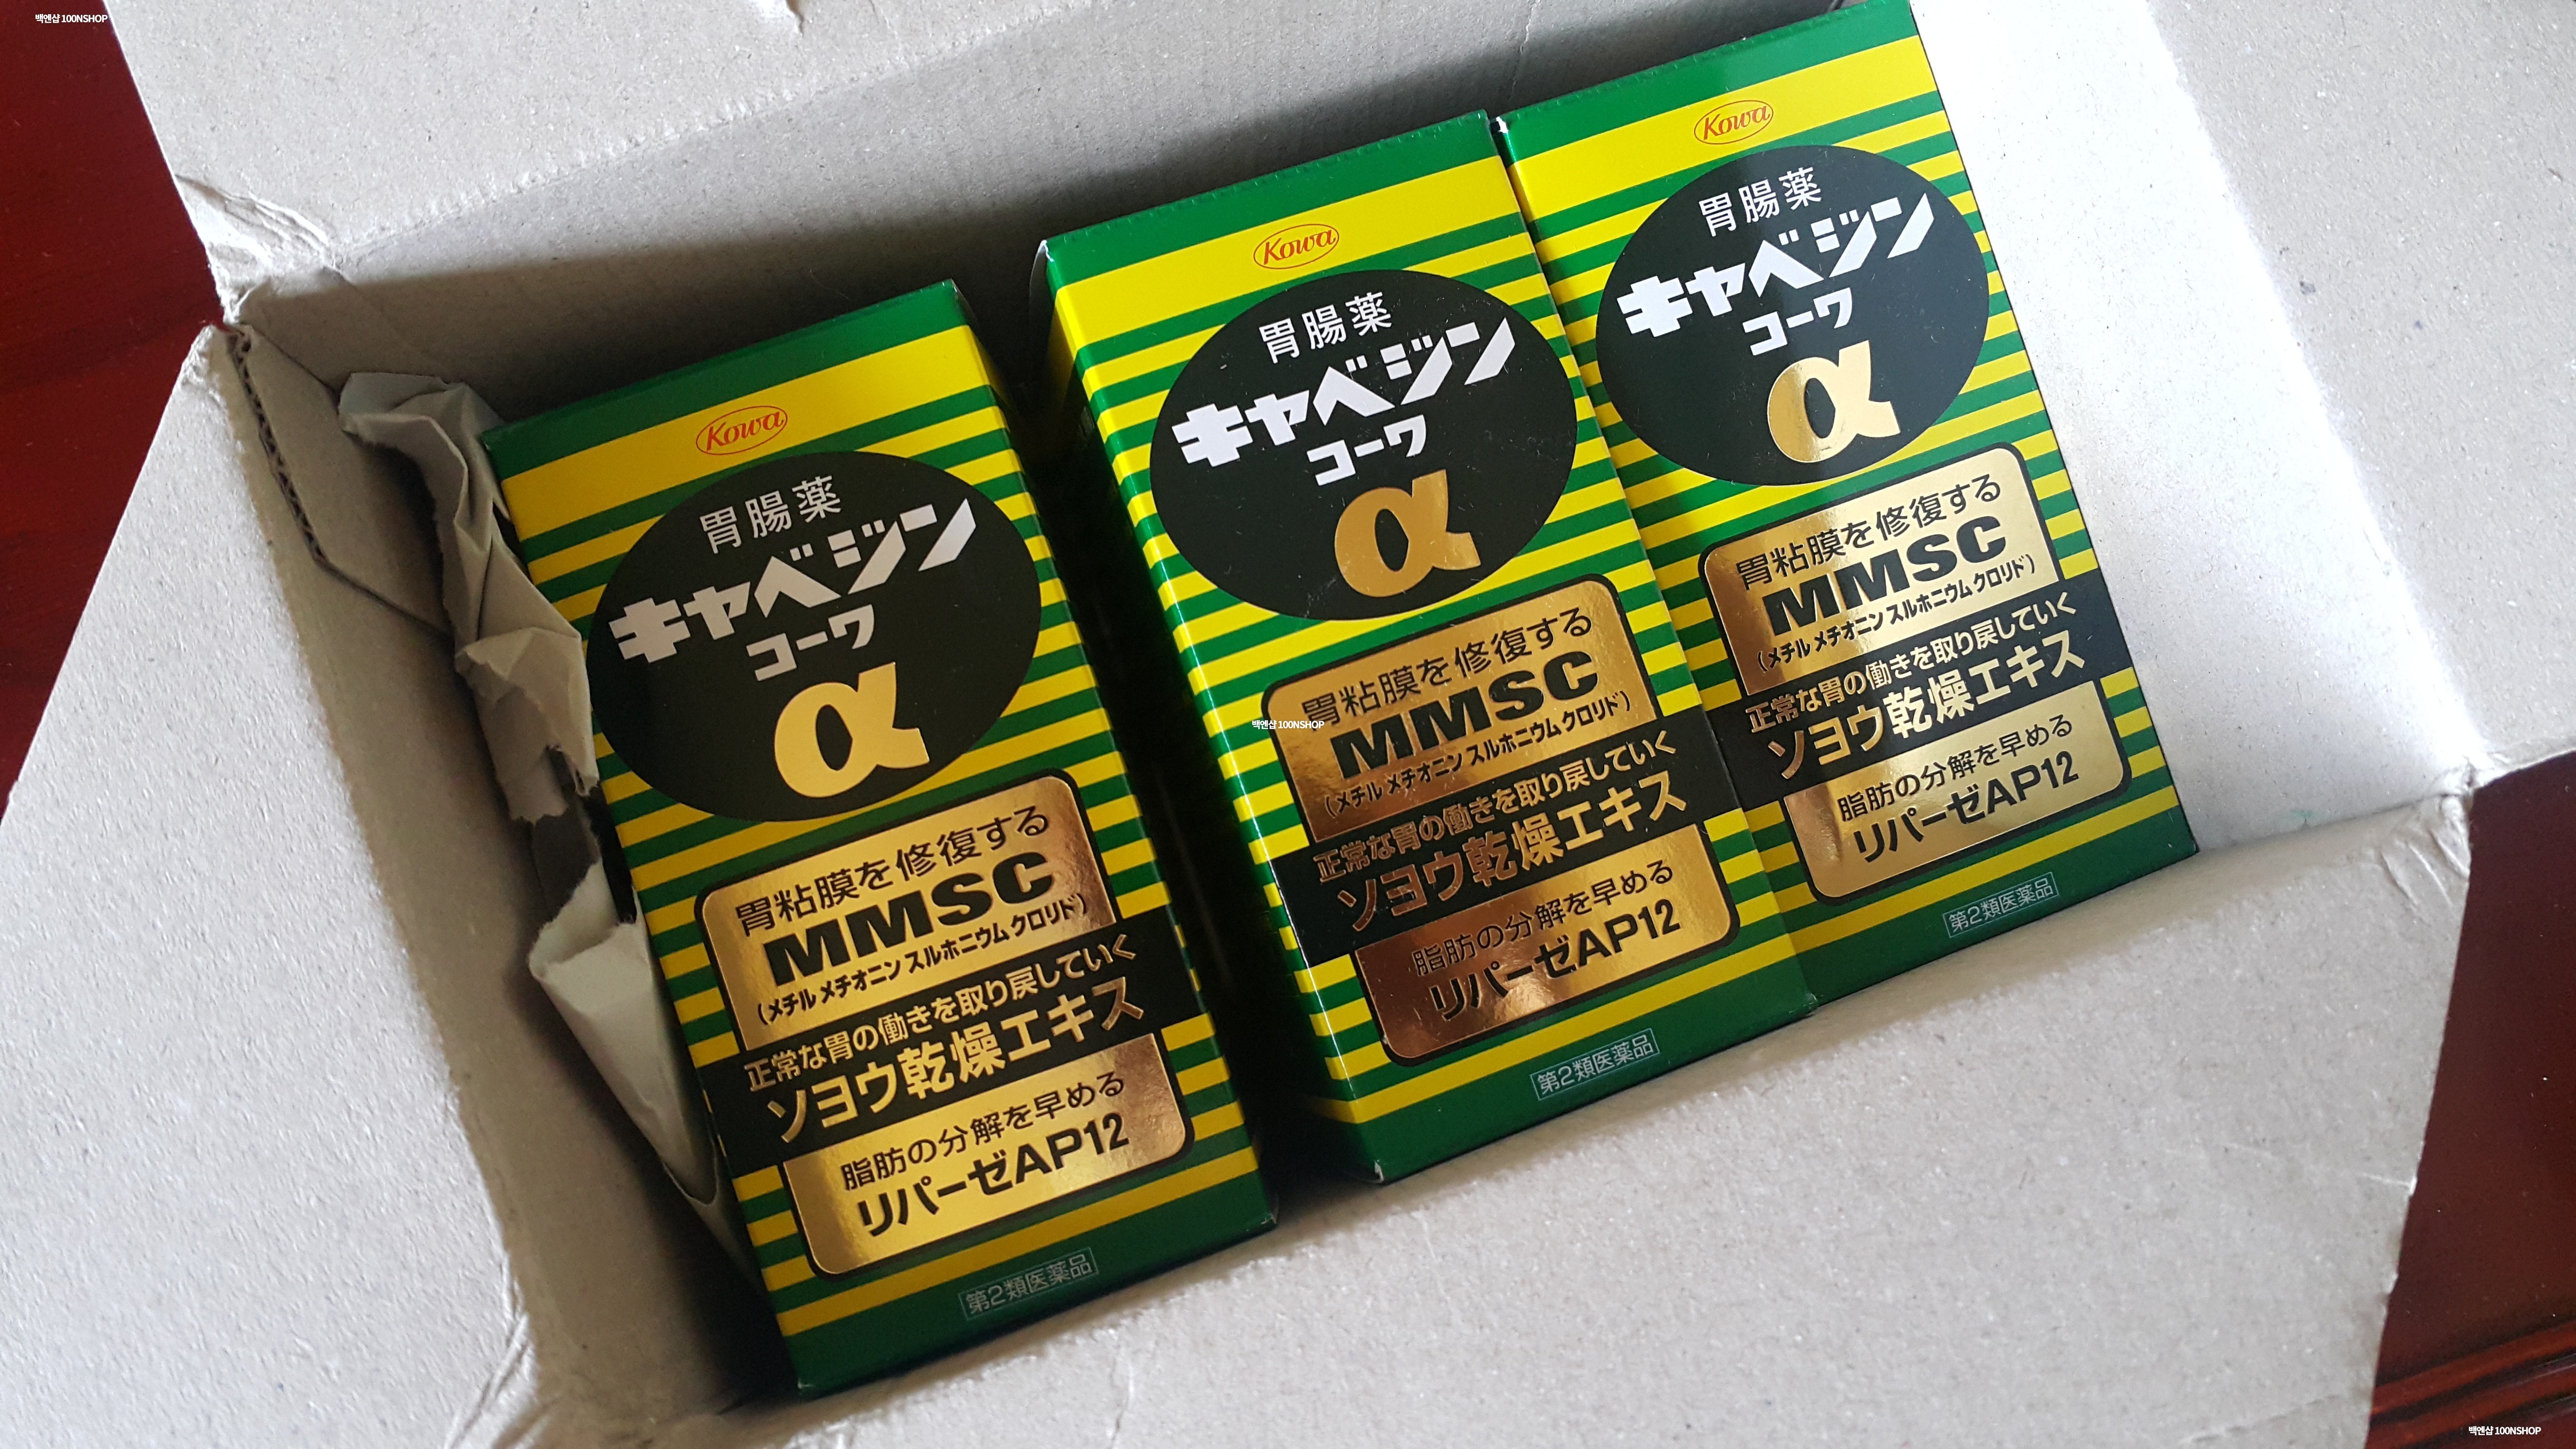 백엔샵 100NSHOP
Kowa
胃腸薬
キャベジン
コーワ
α
胃粘膜を修復する
MMSC
(メチル メチオニン スルホニウム クロリド)
正常な胃の働きを取り戻していく
ソヨウ乾燥エキス
脂肪の分解を早める
リパーゼAP12
第2類医薬品
Kowa
胃腸薬
キャベジン
コーワ
α
胃粘膜を修復する
MMSC
(メチル メチオニン スルホニウム クロリド)
正常な胃の働きを取り戻していく
ソヨウ乾燥エキス
脂肪の分解を早める
リパーゼAP12
第2類医薬品
백엔샵 100NSHOP
Kowa
胃腸薬
キャベジン
コーワ
α
胃粘膜を修復する
MMSC
(メチル メチオニン スルホニウム クロリド)
正常な胃の働きを取り戻していく
ソヨウ乾燥エキス
脂肪の分解を早める
リパーゼAP12
第2類医薬品
백엔샵 100NSHOP